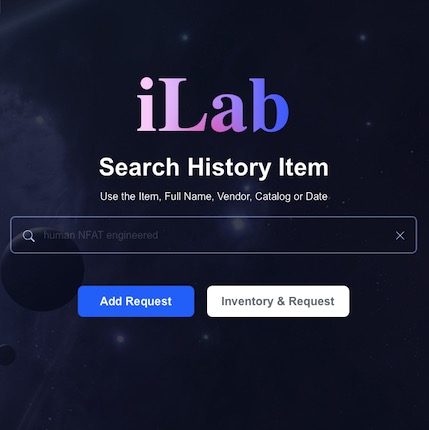 iLab
Search History Item
Use the Item, Full Name, Vendor, Catalog or Date
human NFAT engineered
Add Request
Inventory & Request